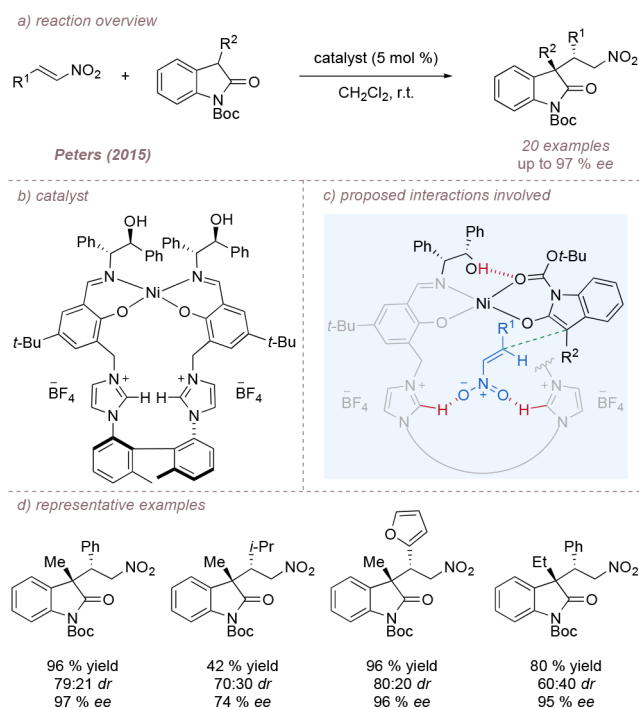 a) reaction overview
R1 NO2 + R2 O N Boc
catalyst (5 mol %)
CH2Cl2, r.t.
R2 R1 NO2 O N Boc
Peters (2015)
20 examples
up to 97 % ee
b) catalyst
OH OH
Ph Ph Ph Ph
N N
Ni
O O
t-Bu t-Bu
N + H H N +
BF4 − BF4 −
N N
c) proposed interactions involved
Ph Ph
OH O Ot-Bu
N N
Ni
O O
t-Bu R1 H R2
N + O − N + O N +
BF4 − H H BF4 −
N N
d) representative examples
Me Ph NO2 O N Boc
96 % yield
79:21 dr
97 % ee
Me i-Pr NO2 O N Boc
42 % yield
70:30 dr
74 % ee
O Me NO2 O N Boc
96 % yield
80:20 dr
96 % ee
Et Ph NO2 O N Boc
80 % yield
60:40 dr
95 % ee